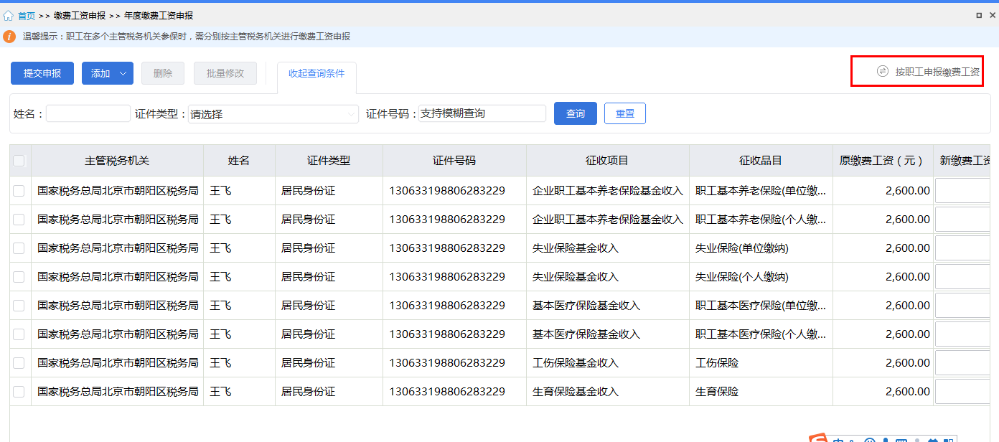 首页 >> 缴费工资申报 >> 年度缴费工资申报
温馨提示：职工在多个主管税务机关参保时，需分别按主管税务机关进行缴费工资申报
提交申报 添加 删除 批量修改 收起查询条件 按职工申报缴费工资
姓名： 证件类型：请选择 证件号码：支持模糊查询 查询 重置
主管税务机关 姓名 证件类型 证件号码 征收项目 征收品目 原缴费工资（元） 新缴费工资
国家税务总局北京市朝阳区税务局 王飞 居民身份证 130633198806283229 企业职工基本养老保险基金收入 职工基本养老保险(单位缴... 2,600.00
国家税务总局北京市朝阳区税务局 王飞 居民身份证 130633198806283229 企业职工基本养老保险基金收入 职工基本养老保险(个人缴... 2,600.00
国家税务总局北京市朝阳区税务局 王飞 居民身份证 130633198806283229 失业保险基金收入 失业保险(单位缴纳) 2,600.00
国家税务总局北京市朝阳区税务局 王飞 居民身份证 130633198806283229 失业保险基金收入 失业保险(个人缴纳) 2,600.00
国家税务总局北京市朝阳区税务局 王飞 居民身份证 130633198806283229 基本医疗保险基金收入 职工基本医疗保险(单位缴... 2,600.00
国家税务总局北京市朝阳区税务局 王飞 居民身份证 130633198806283229 基本医疗保险基金收入 职工基本医疗保险(个人缴... 2,600.00
国家税务总局北京市朝阳区税务局 王飞 居民身份证 130633198806283229 工伤保险基金收入 工伤保险 2,600.00
国家税务总局北京市朝阳区税务局 王飞 居民身份证 130633198806283229 生育保险基金收入 生育保险 2,600.00